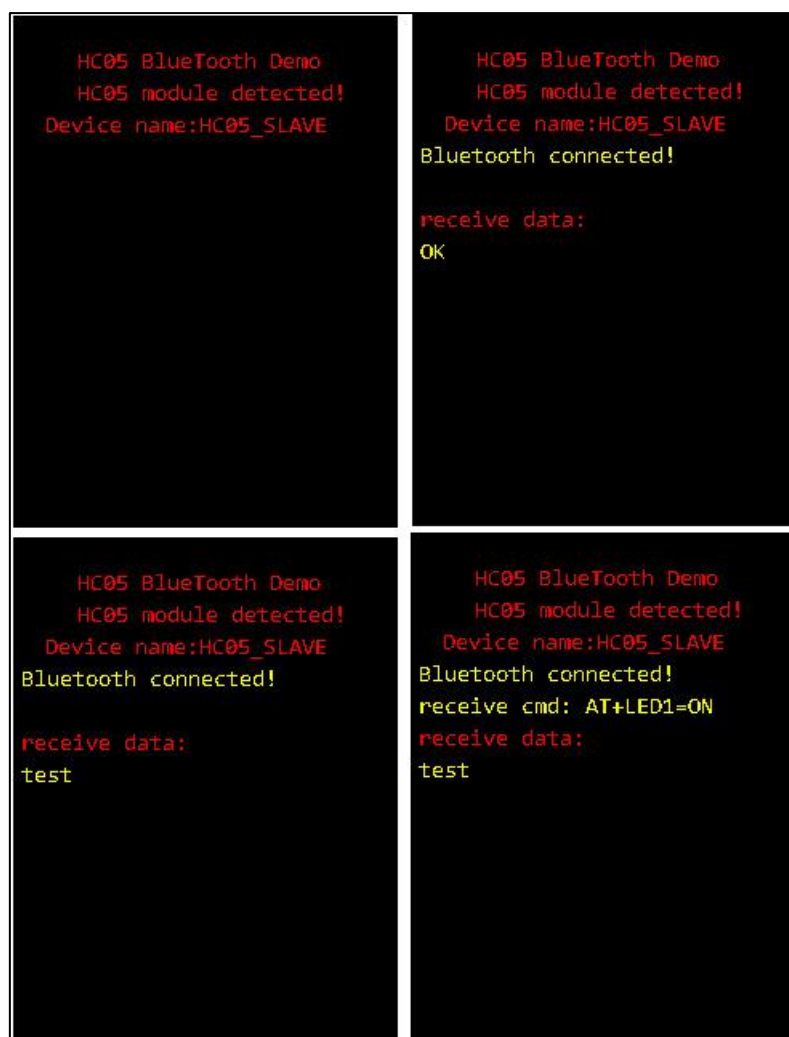 HC05 BlueTooth Demo
HC05 module detected!
Device name:HC05_SLAVE
HC05 BlueTooth Demo
HC05 module detected!
Device name:HC05_SLAVE
Bluetooth connected!
receive data:
OK
HC05 BlueTooth Demo
HC05 module detected!
Device name:HC05_SLAVE
Bluetooth connected!
receive data:
test
HC05 BlueTooth Demo
HC05 module detected!
Device name:HC05_SLAVE
Bluetooth connected!
receive cmd: AT+LED1=ON
receive data:
test